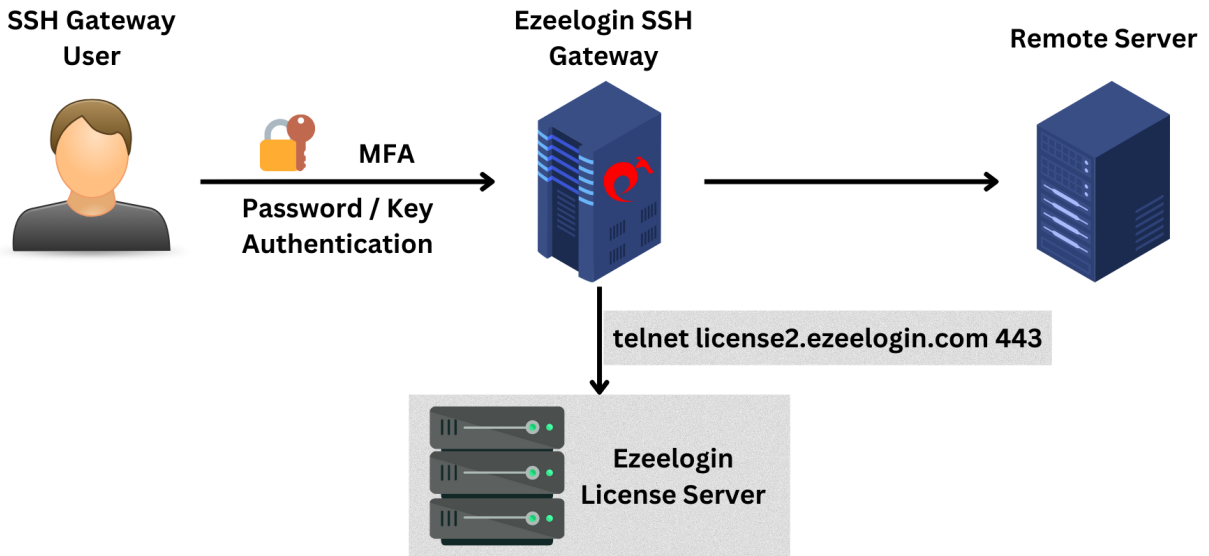 SSH Gateway
User
Ezeelogin SSH
Gateway
Remote Server
MFA
Password / Key
Authentication
telnet license2.ezeelogin.com 443
Ezeelogin
License Server